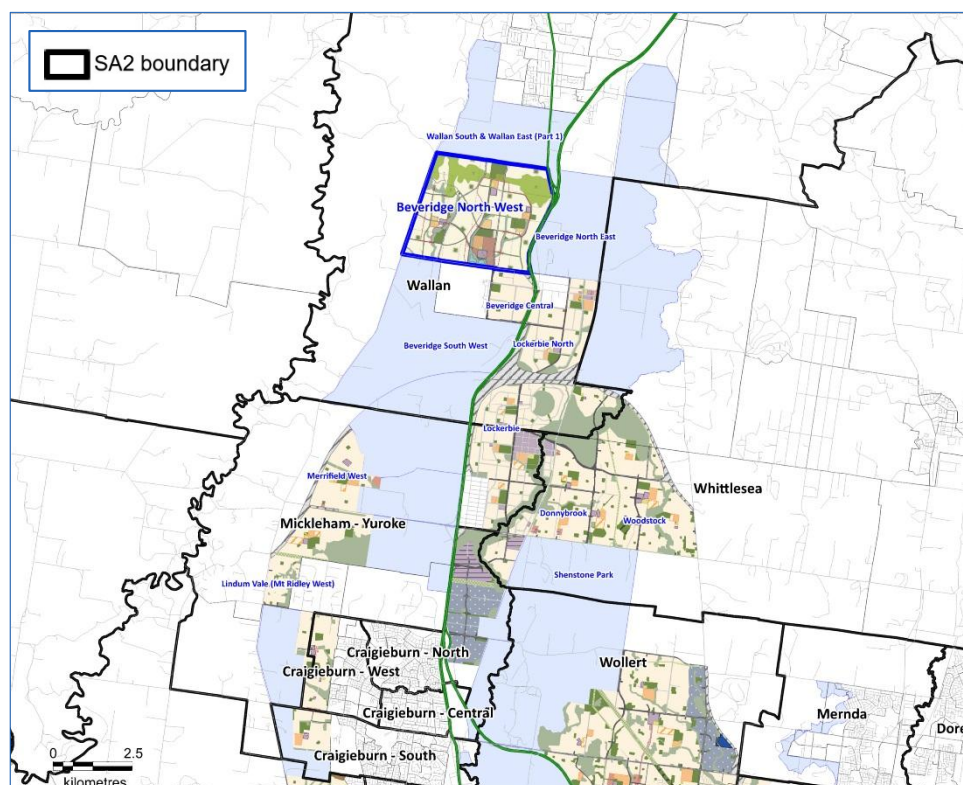 SA2 boundary
Wallan South & Wallan East (Part 1)
Beveridge North West
Beveridge North East
Wallan
Beveridge Central
Beveridge South West
Lockerbie North
Lockerbie
Merrifield West
Whittlesea
Donnybrook
Woodstock
Mickleham - Yuroke
Lindum Vale (Mt Ridley West)
Shenstone Park
Craigieburn - North
Craigieburn - West
Wollert
Craigieburn - Central
Mernda
Dore
Craigieburn - South
0 2.5
kilometres